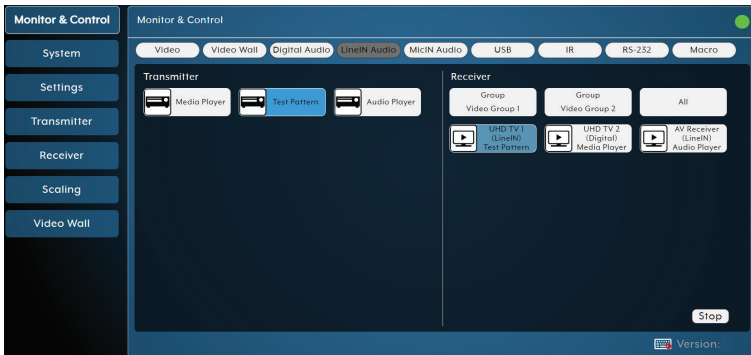 Monitor & Control
System
Settings
Transmitter
Receiver
Scaling
Video Wall
Monitor & Control
Video
Video Wall
Digital Audio
LineIN Audio
MicIN Audio
USB
IR
RS-232
Macro
Transmitter
Media Player
Test Pattern
Audio Player
Receiver
Group
Video Group 1
Group
Video Group 2
All
UHD TV 1
(LineIN)
Test Pattern
UHD TV 2
(Digital)
Media Player
AV Receiver
(LineIN)
Audio Player
Stop
Version: